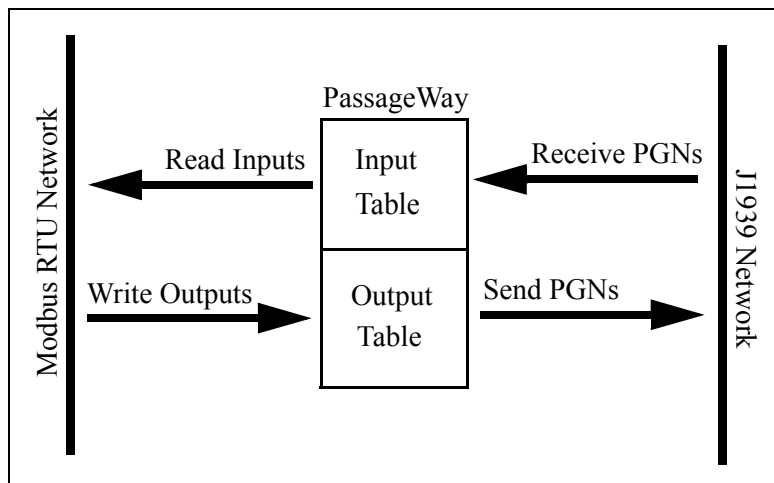 PassageWay
Modbus RTU Network
Read Inputs
Input
Table
Receive PGNs
J1939 Network
Write Outputs
Output
Table
Send PGNs